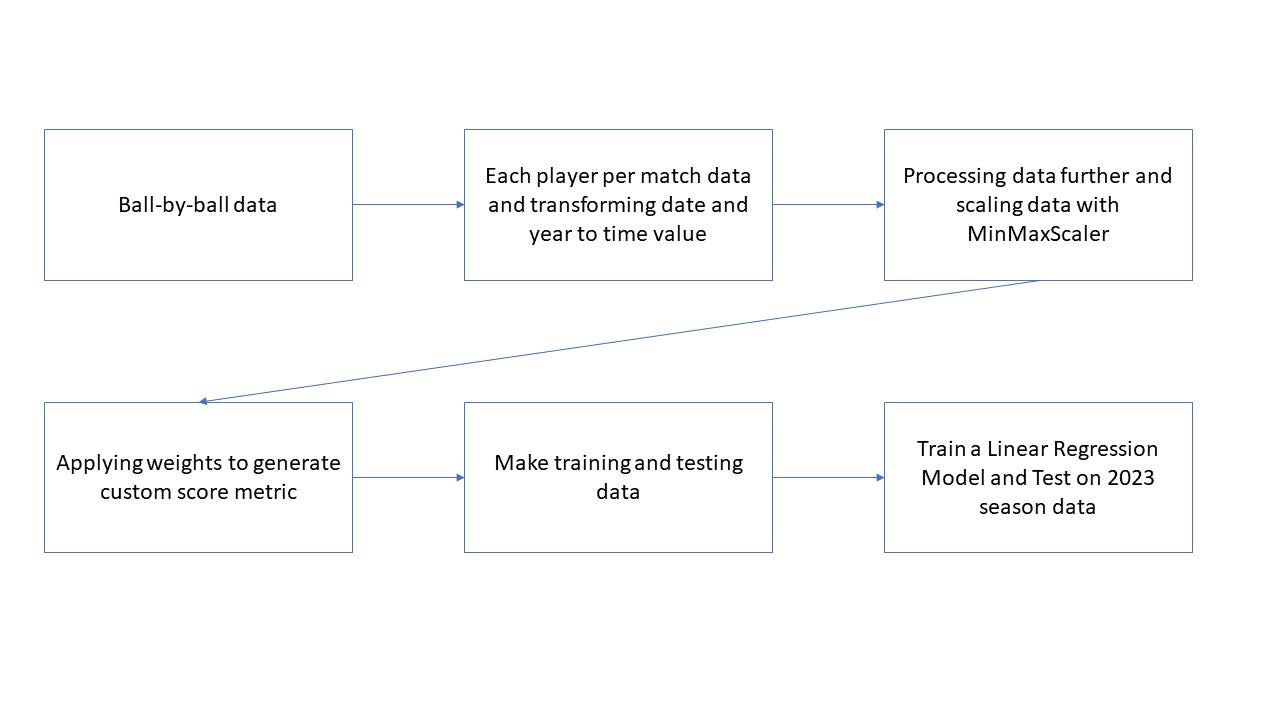 Ball-by-ball data
Each player per match data
and transforming date and
year to time value
Processing data further and
scaling data with
MinMaxScaler
Applying weights to generate
custom score metric
Make training and testing
data
Train a Linear Regression
Model and Test on 2023
season data